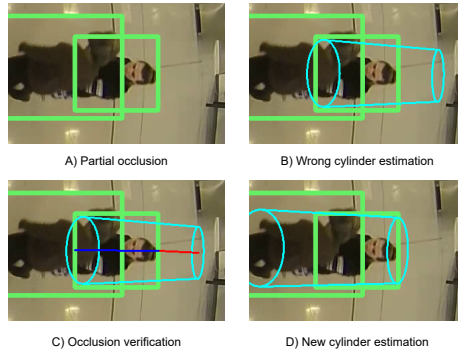 A) Partial occlusion
B) Wrong cylinder estimation
C) Occlusion verification
D) New cylinder estimation